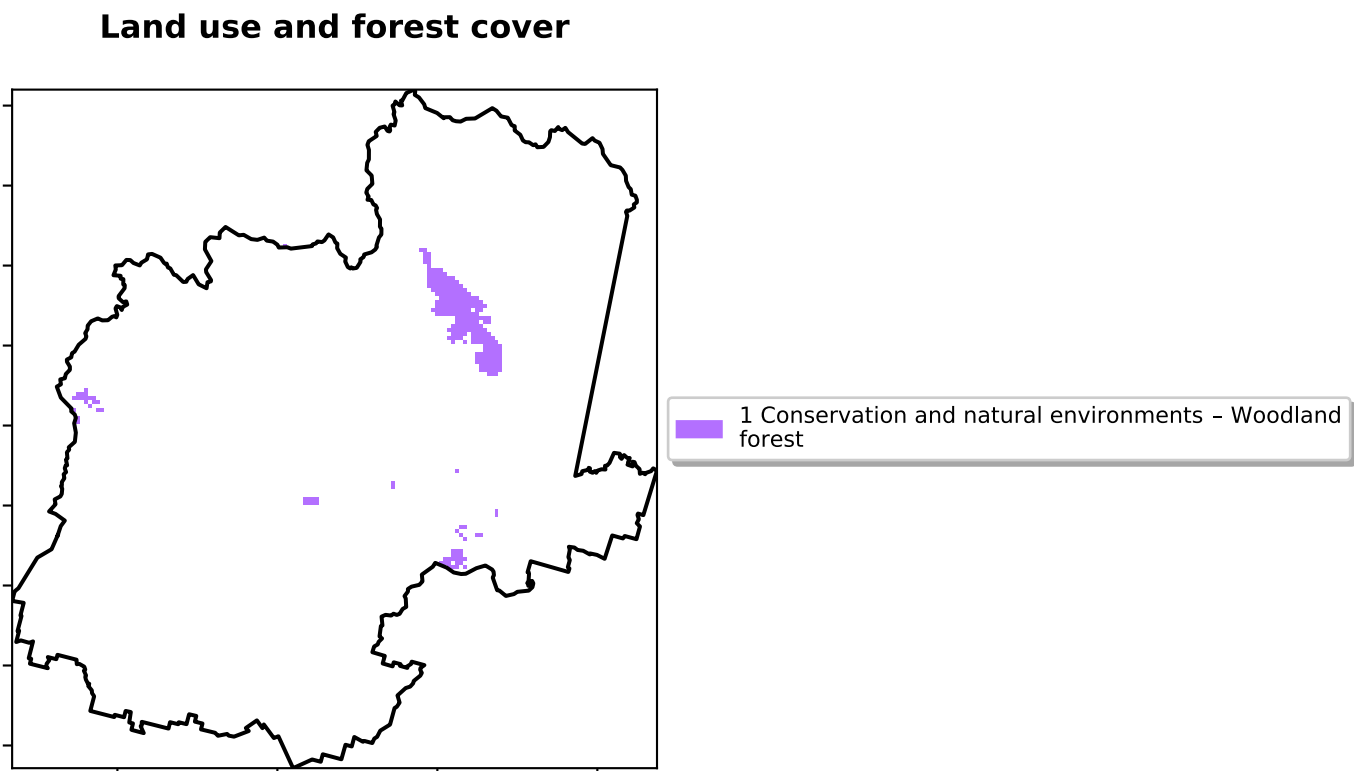 Land use and forest cover
1 Conservation and natural environments – Woodland
forest